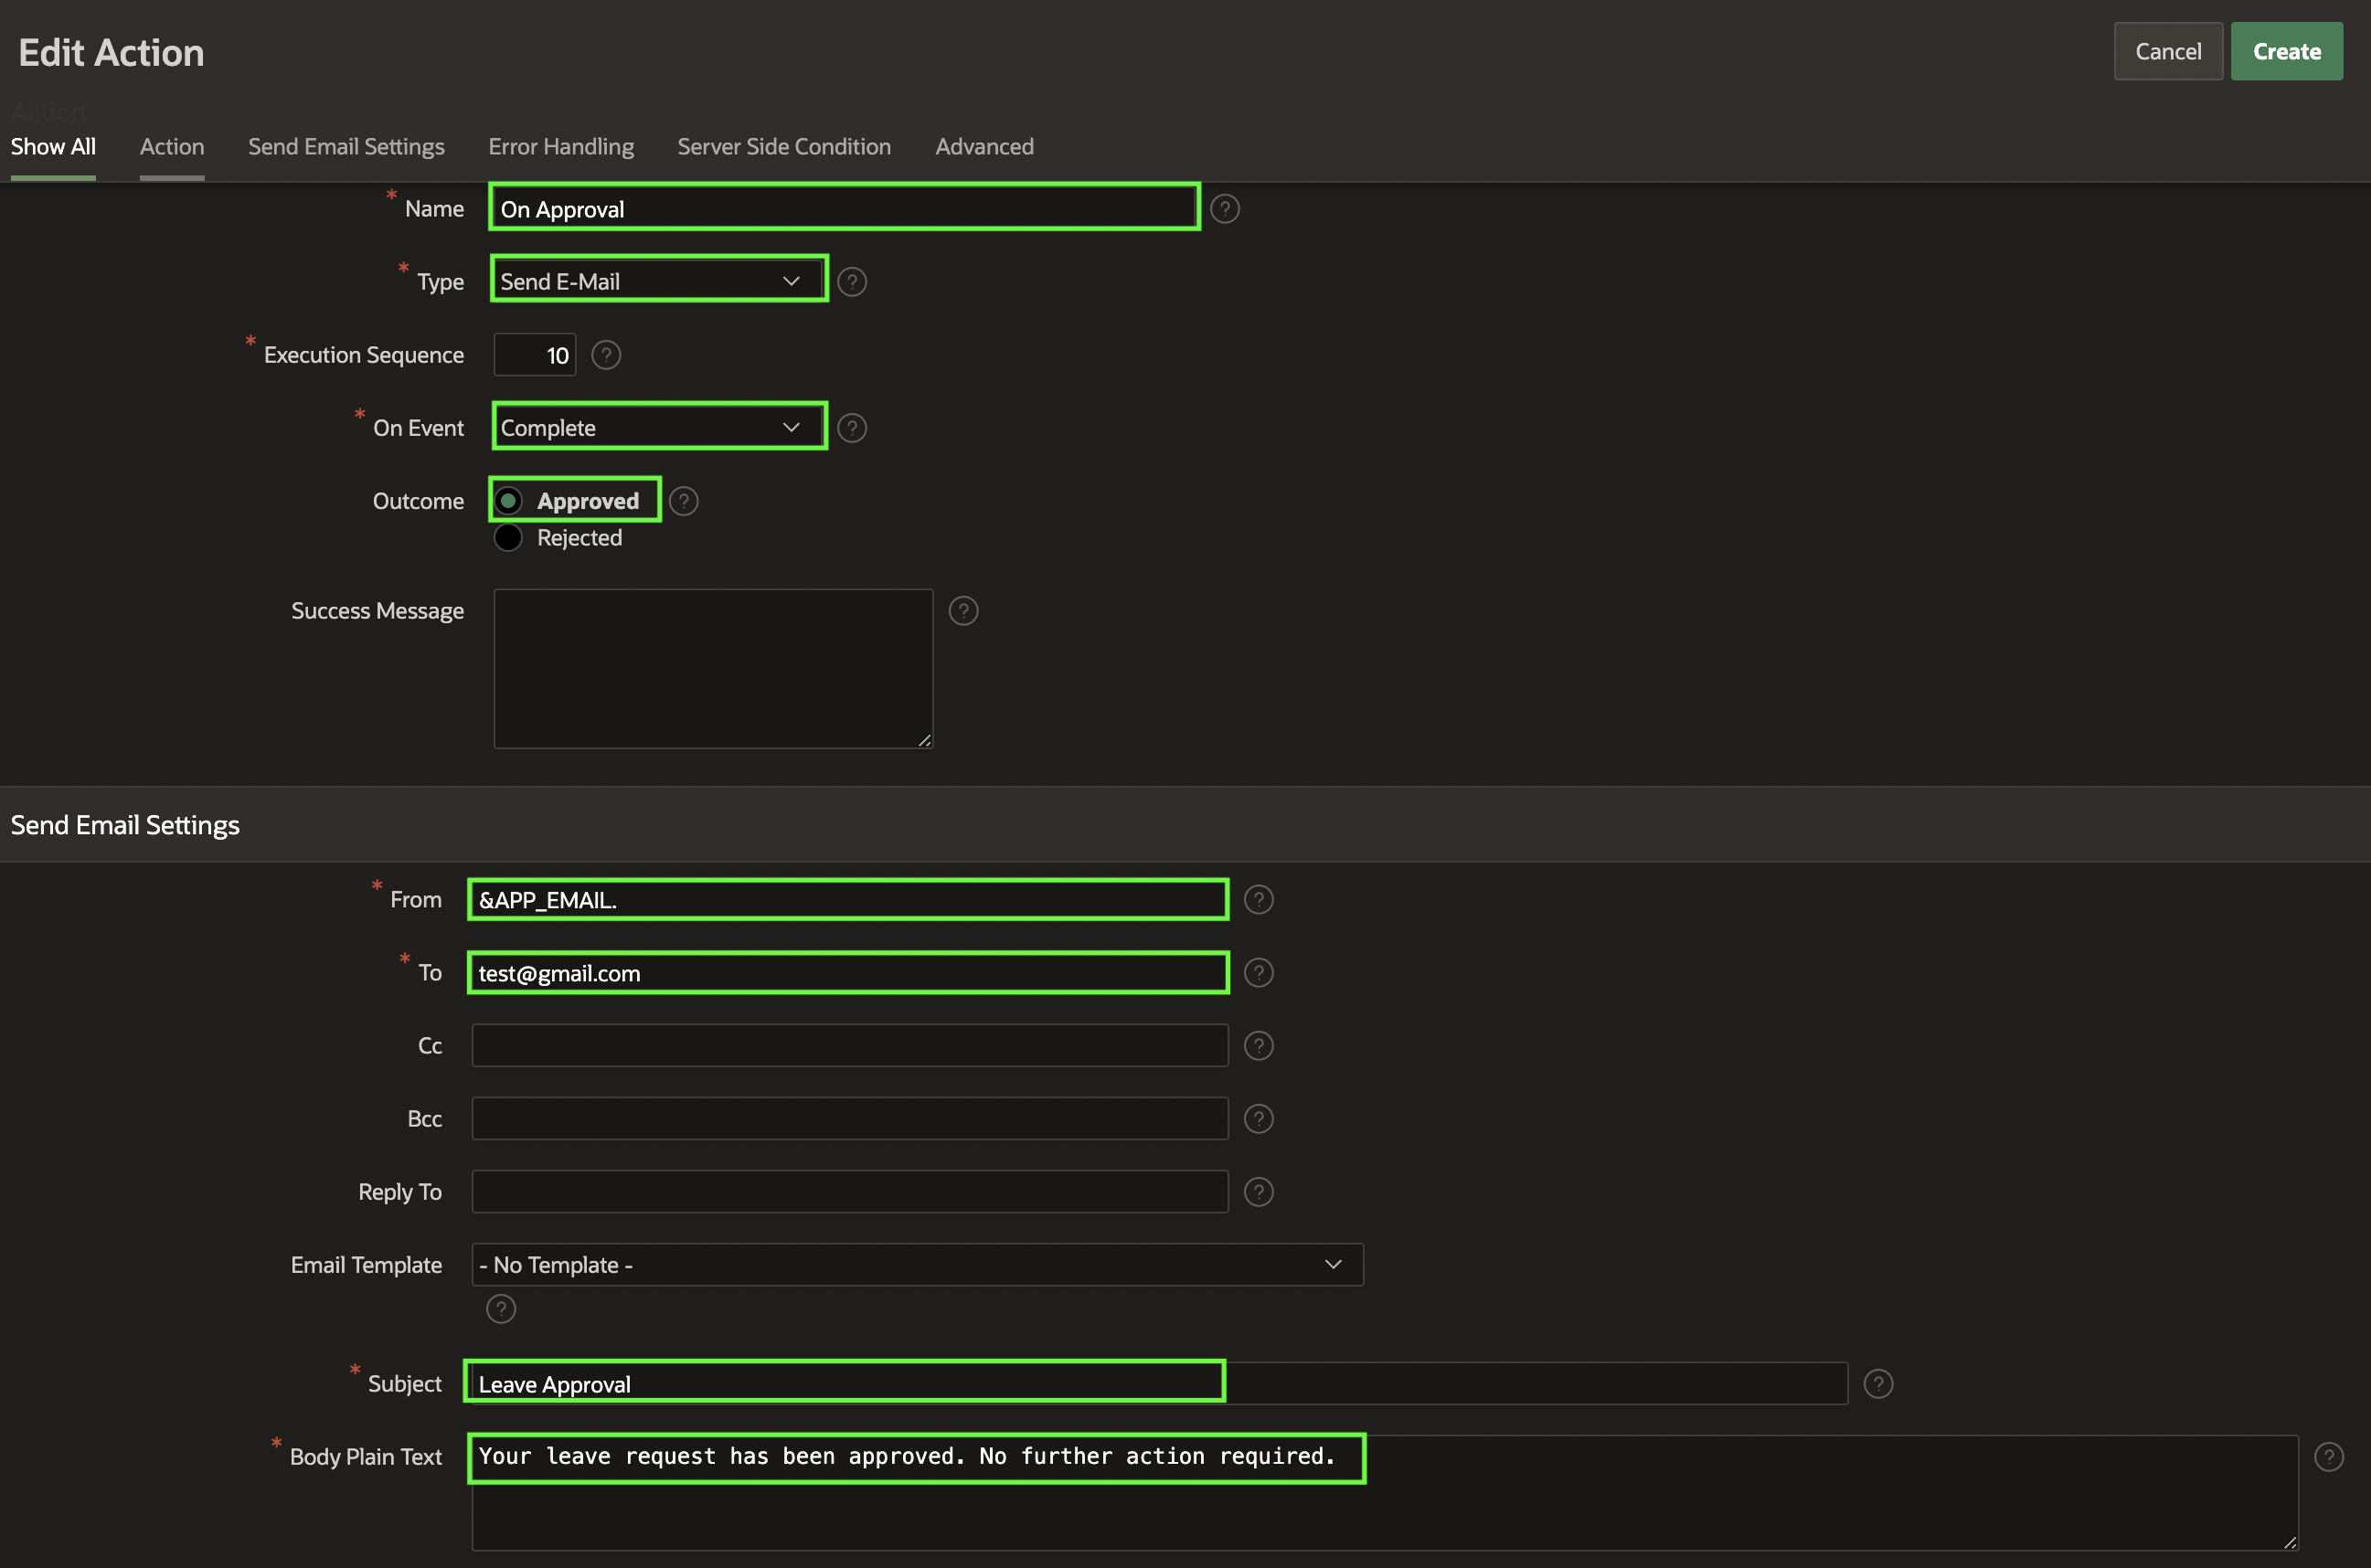 Edit Action
Cancel
Create
Action
Show All
Action
Send Email Settings
Error Handling
Server Side Condition
Advanced
* Name
On Approval
?
* Type
Send E-Mail
?
* Execution Sequence
10
?
* On Event
Complete
?
Outcome
Approved
?
Rejected
Success Message
?
Send Email Settings
* From
&APP_EMAIL.
?
* To
test@gmail.com
?
Cc
?
Bcc
?
Reply To
?
Email Template
- No Template -
?
* Subject
Leave Approval
?
* Body Plain Text
Your leave request has been approved. No further action required.
?